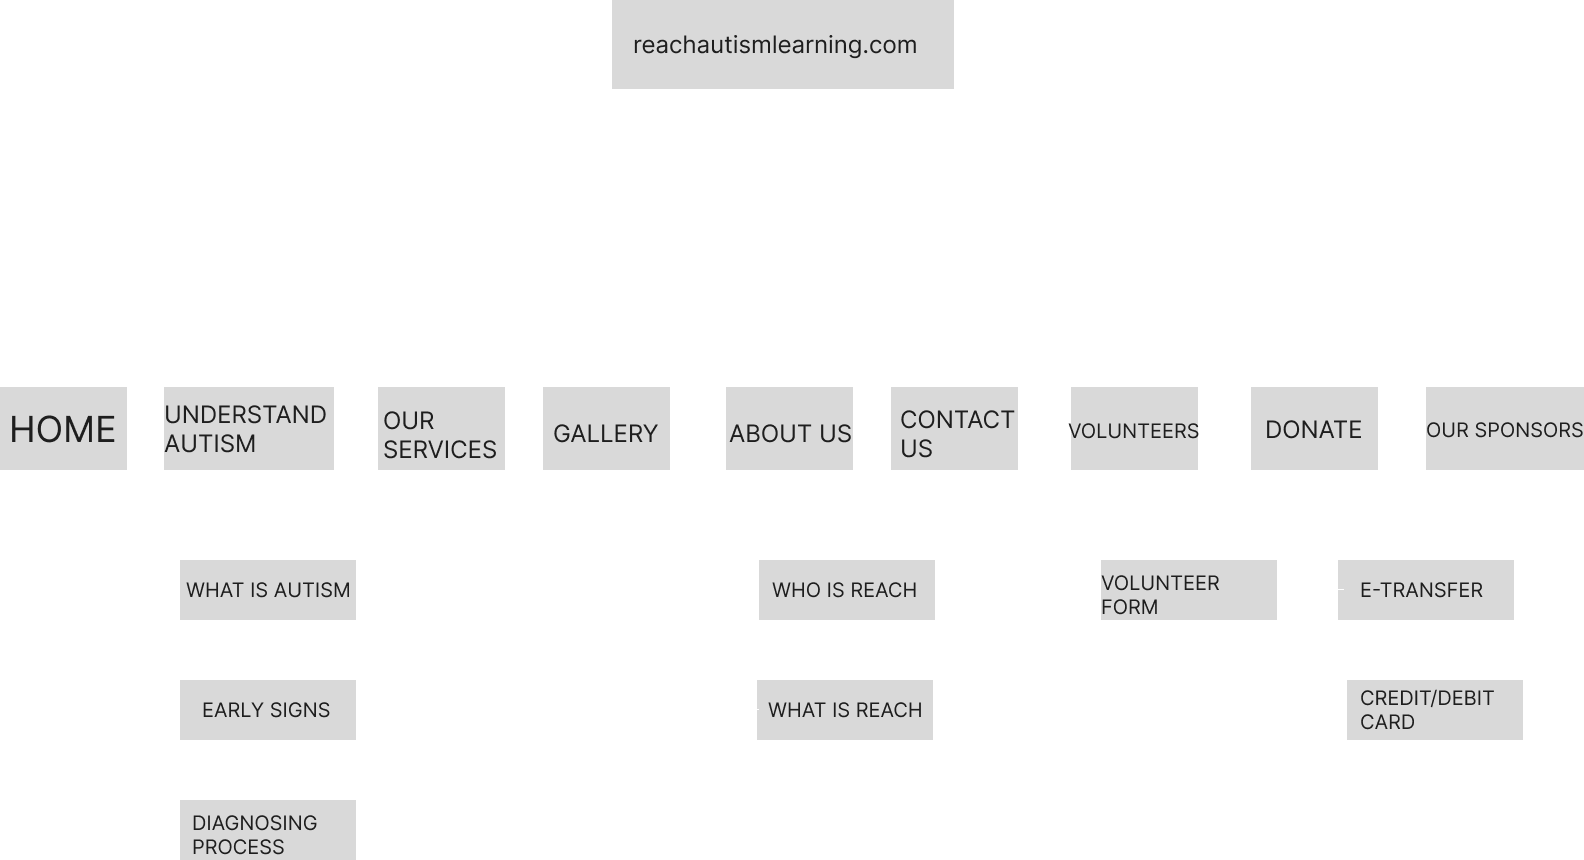 reachautismlearning.com
HOME
UNDERSTAND
AUTISM
OUR
SERVICES
GALLERY
ABOUT US
CONTACT
US
VOLUNTEERS
DONATE
OUR SPONSORS
WHAT IS AUTISM
WHO IS REACH
VOLUNTEER
FORM
E-TRANSFER
EARLY SIGNS
WHAT IS REACH
CREDIT/DEBIT
CARD
DIAGNOSING
PROCESS